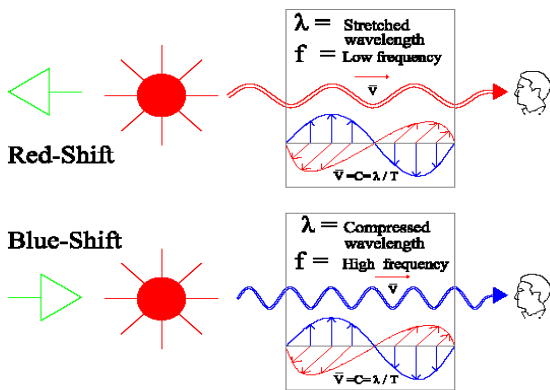 λ = Stretched
wavelength
f = Low frequency
V̄
Red-Shift
V̄ =C= λ / T
Blue-Shift
λ = Compressed
wavelength
f = High frequency
V̄
V̄ =C= λ / T